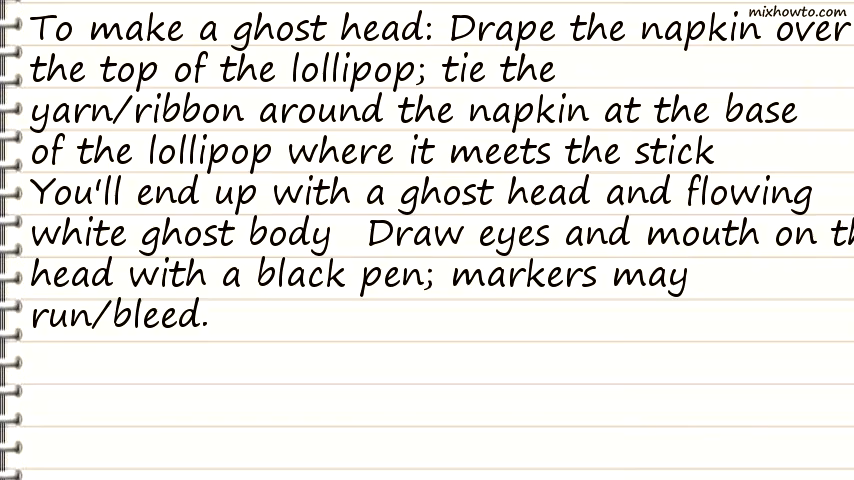 mixhowto.com
To make a ghost head: Drape the napkin over
the top of the lollipop; tie the
yarn/ribbon around the napkin at the base
of the lollipop where it meets the stick
You'll end up with a ghost head and flowing
white ghost body   Draw eyes and mouth on th
head with a black pen; markers may
run/bleed.